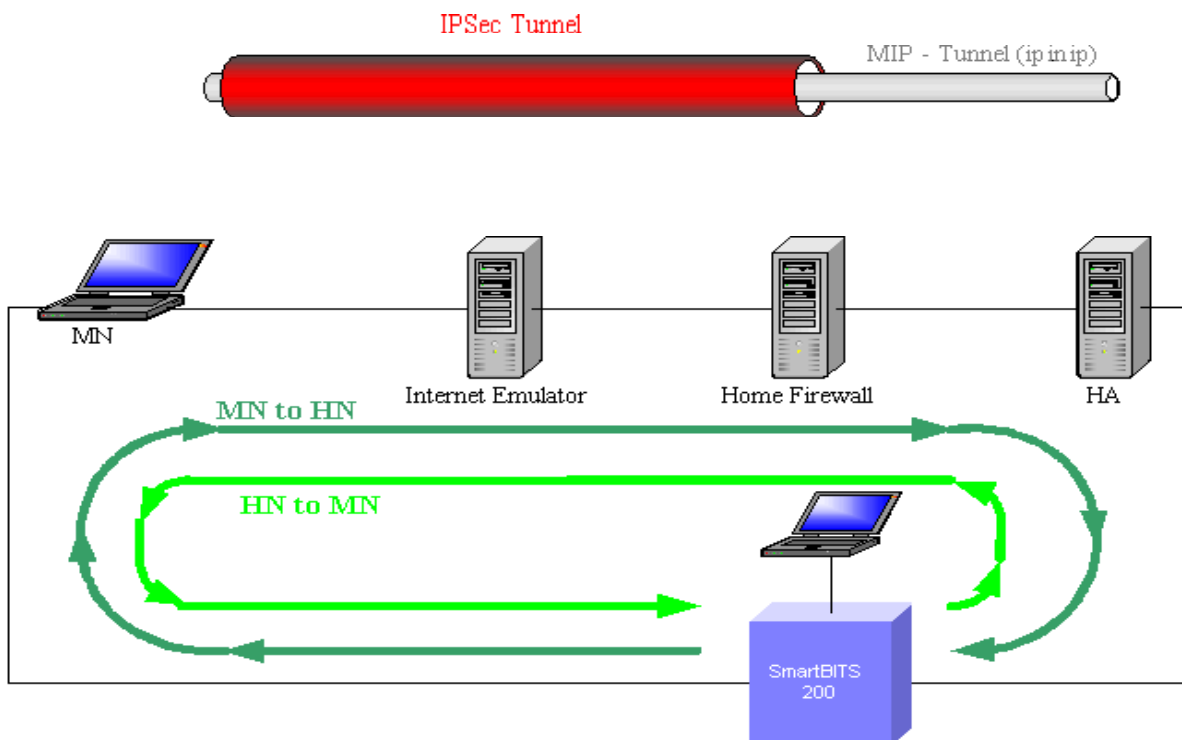 IPSec Tunnel
MIP - Tunnel (ip in ip)
MN
Internet Emulator
Home Firewall
HA
MN to HN
HN to MN
SmartBITS
200